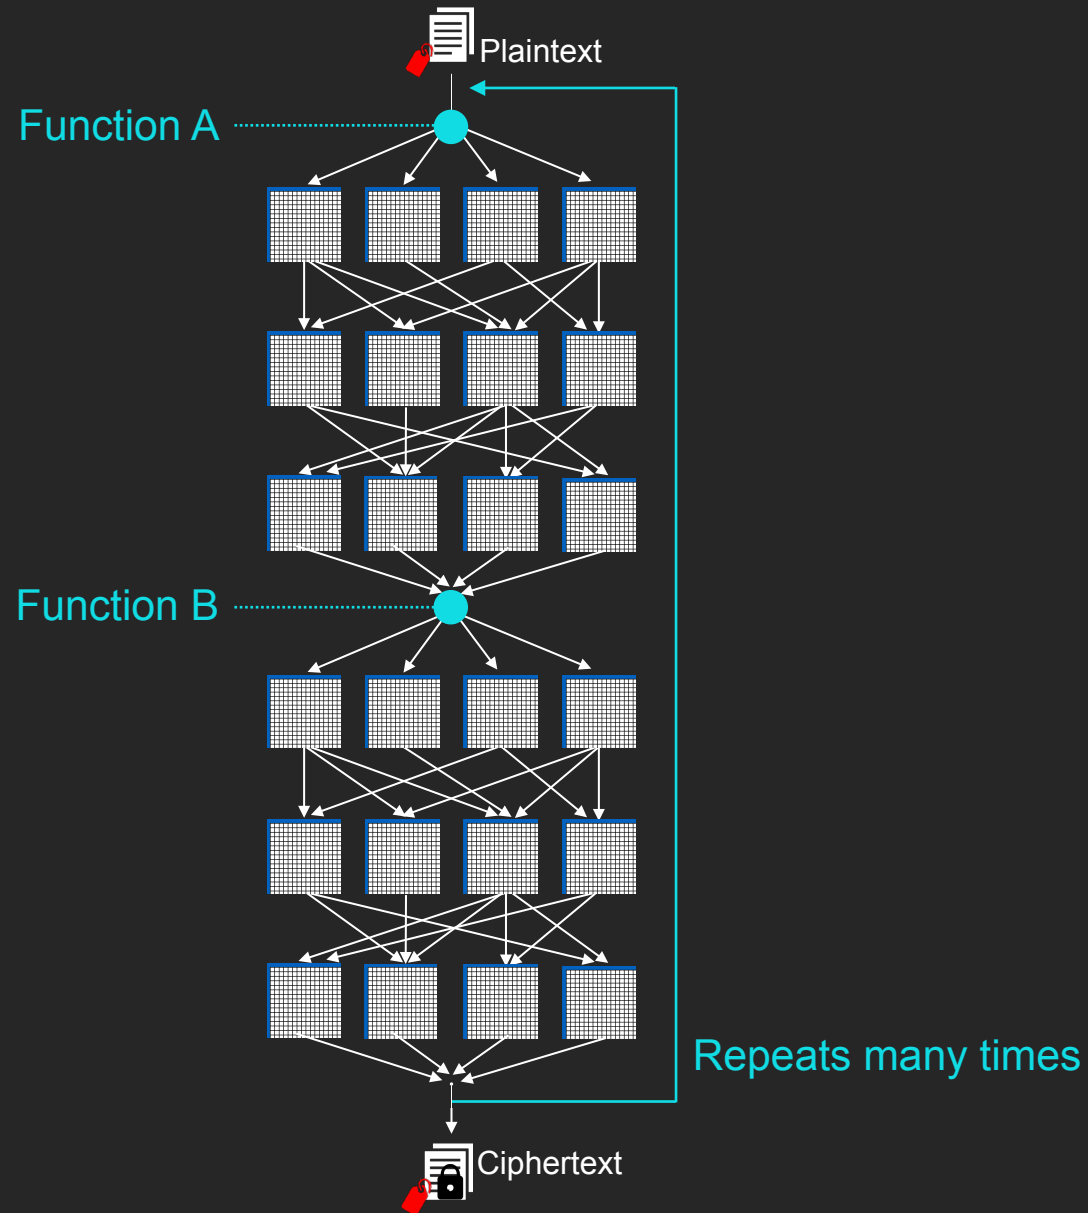 Plaintext
Function A
Function B
Repeats many times
Ciphertext